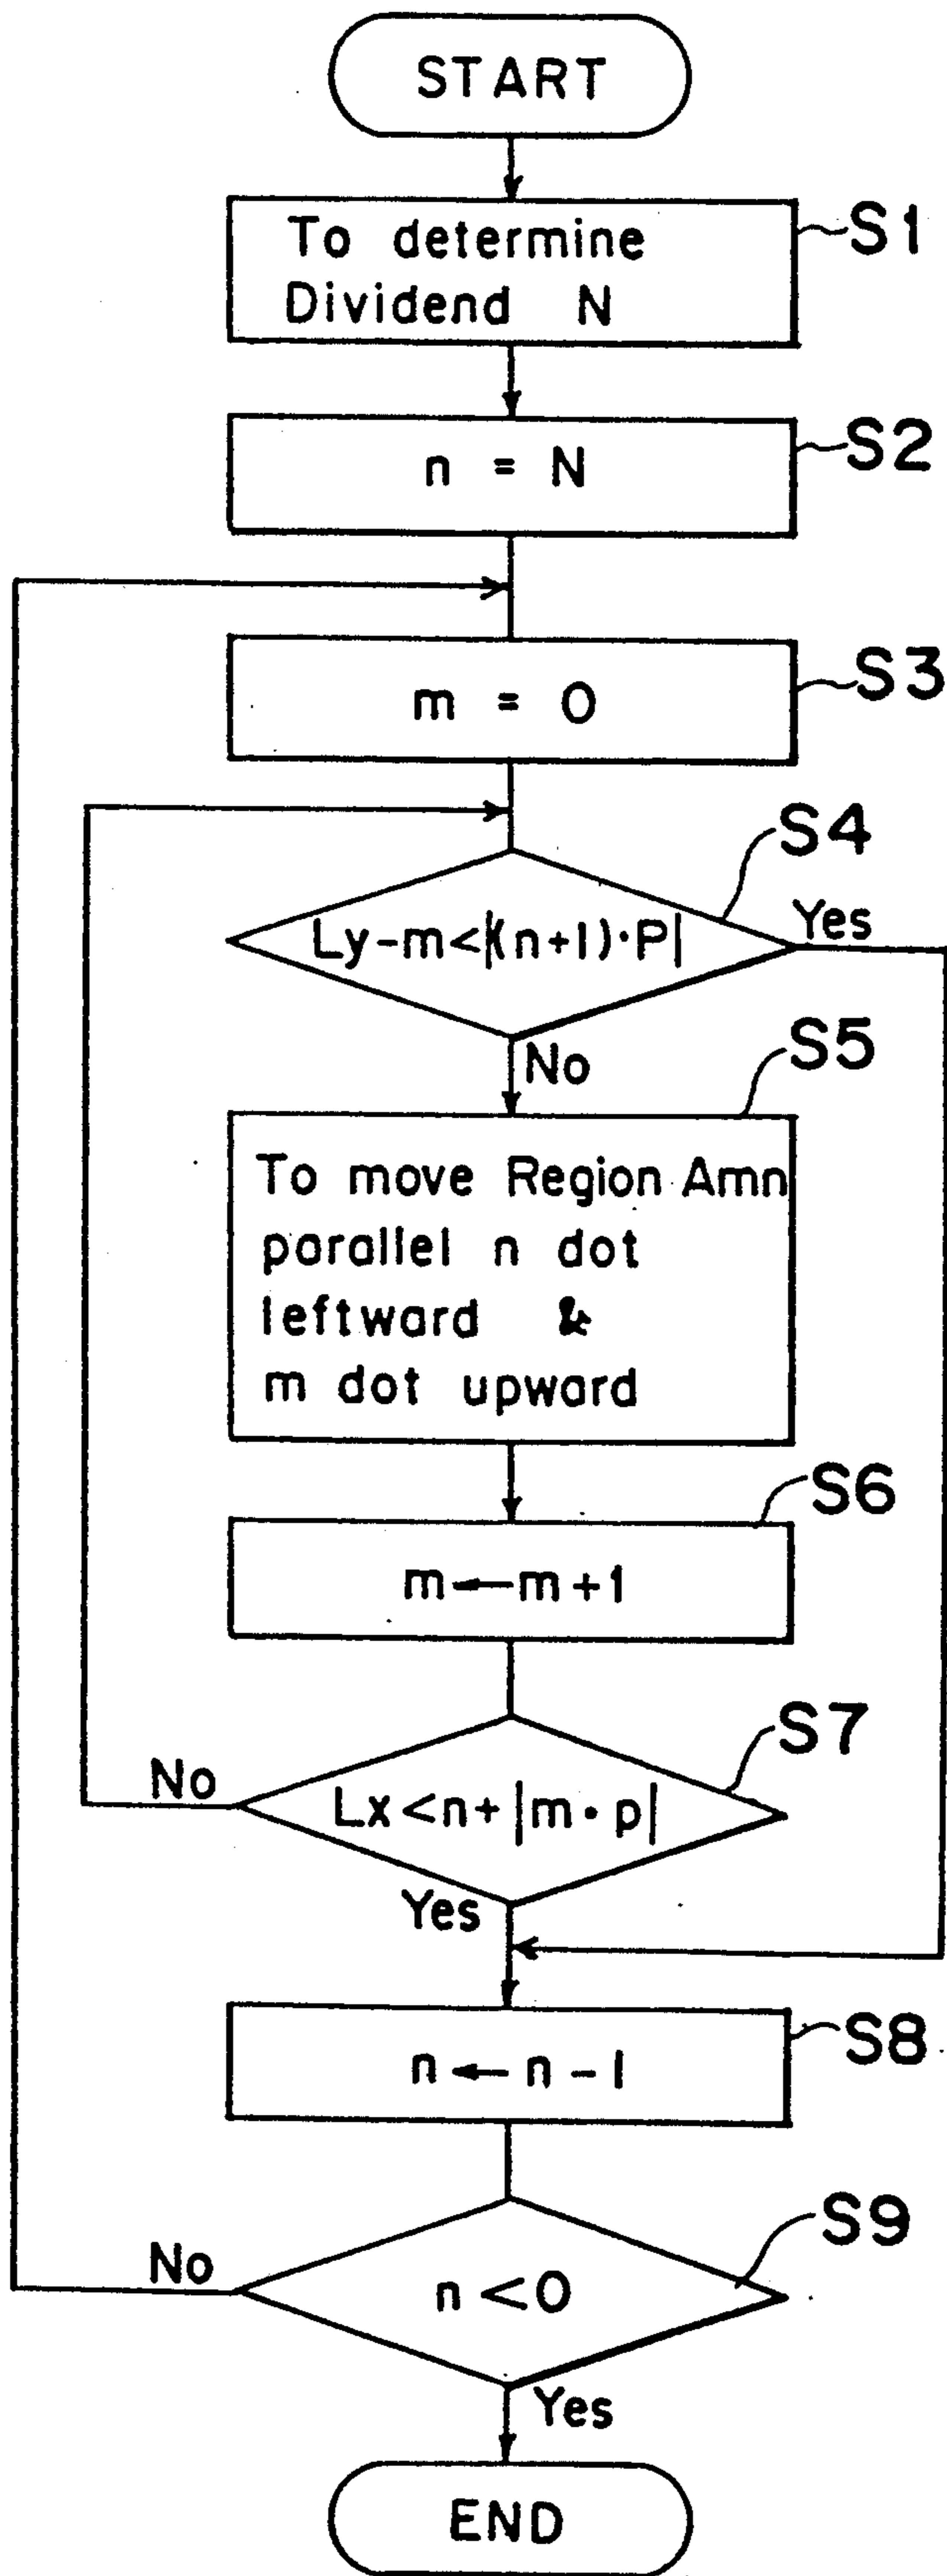 START
To determine
Dividend N
S1
n = N
S2
m = 0
S3
S4
Ly-m<|(n+1)·P|
Yes
No
S5
To move Region Amn
parallel n dot
leftward &
m dot upward
S6
m←m+1
S7
No
Lx<n+|m·p|
Yes
S8
n←n-1
S9
No
n<0
Yes
END